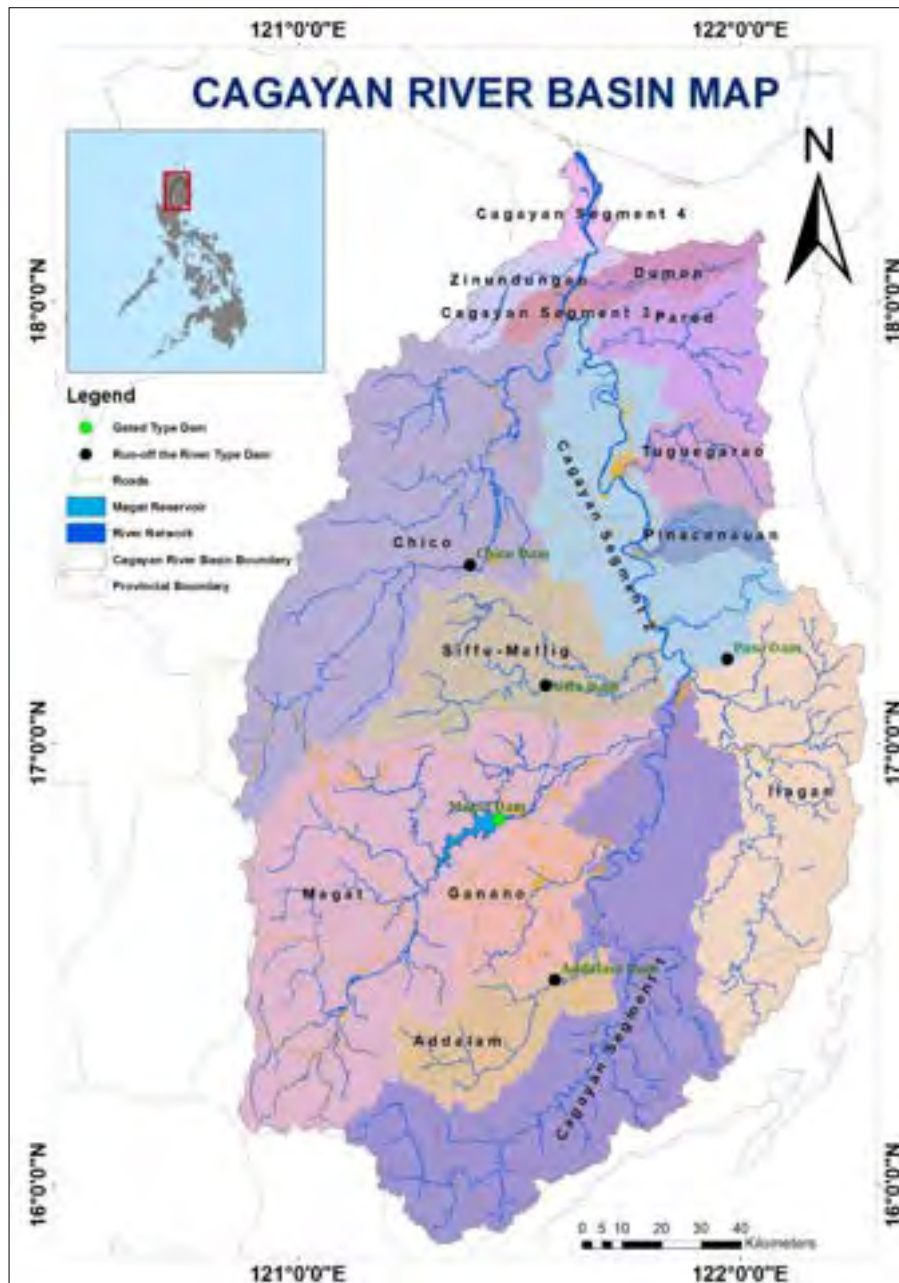 121°0'0"E
122°0'0"E
CAGAYAN RIVER BASIN MAP
N
Cagayan Segment 4
Zinundungan
Dumon
18°0'0"N
18°0'0"N
Cagayan Segment 3
Pared
Legend
Gated Type Dam
Run-off the River Type Dam
Roads
Magat Reservoir
River Network
Cagayan River Basin Boundary
Provincial Boundary
Tuguegarao
Cagayan Segment 2
Pinaconauan
Chico
Chico Dam
Siffu-Mallig
Siffu Dam
Dam
17°0'0"N
17°0'0"N
Ilagan
Magat Dam
Magat
Ganano
Addalam Dam
Addalam
Cagayan Segment 1
16°0'0"N
16°0'0"N
0 5 10 20 30 40
Kilometers
121°0'0"E
122°0'0"E